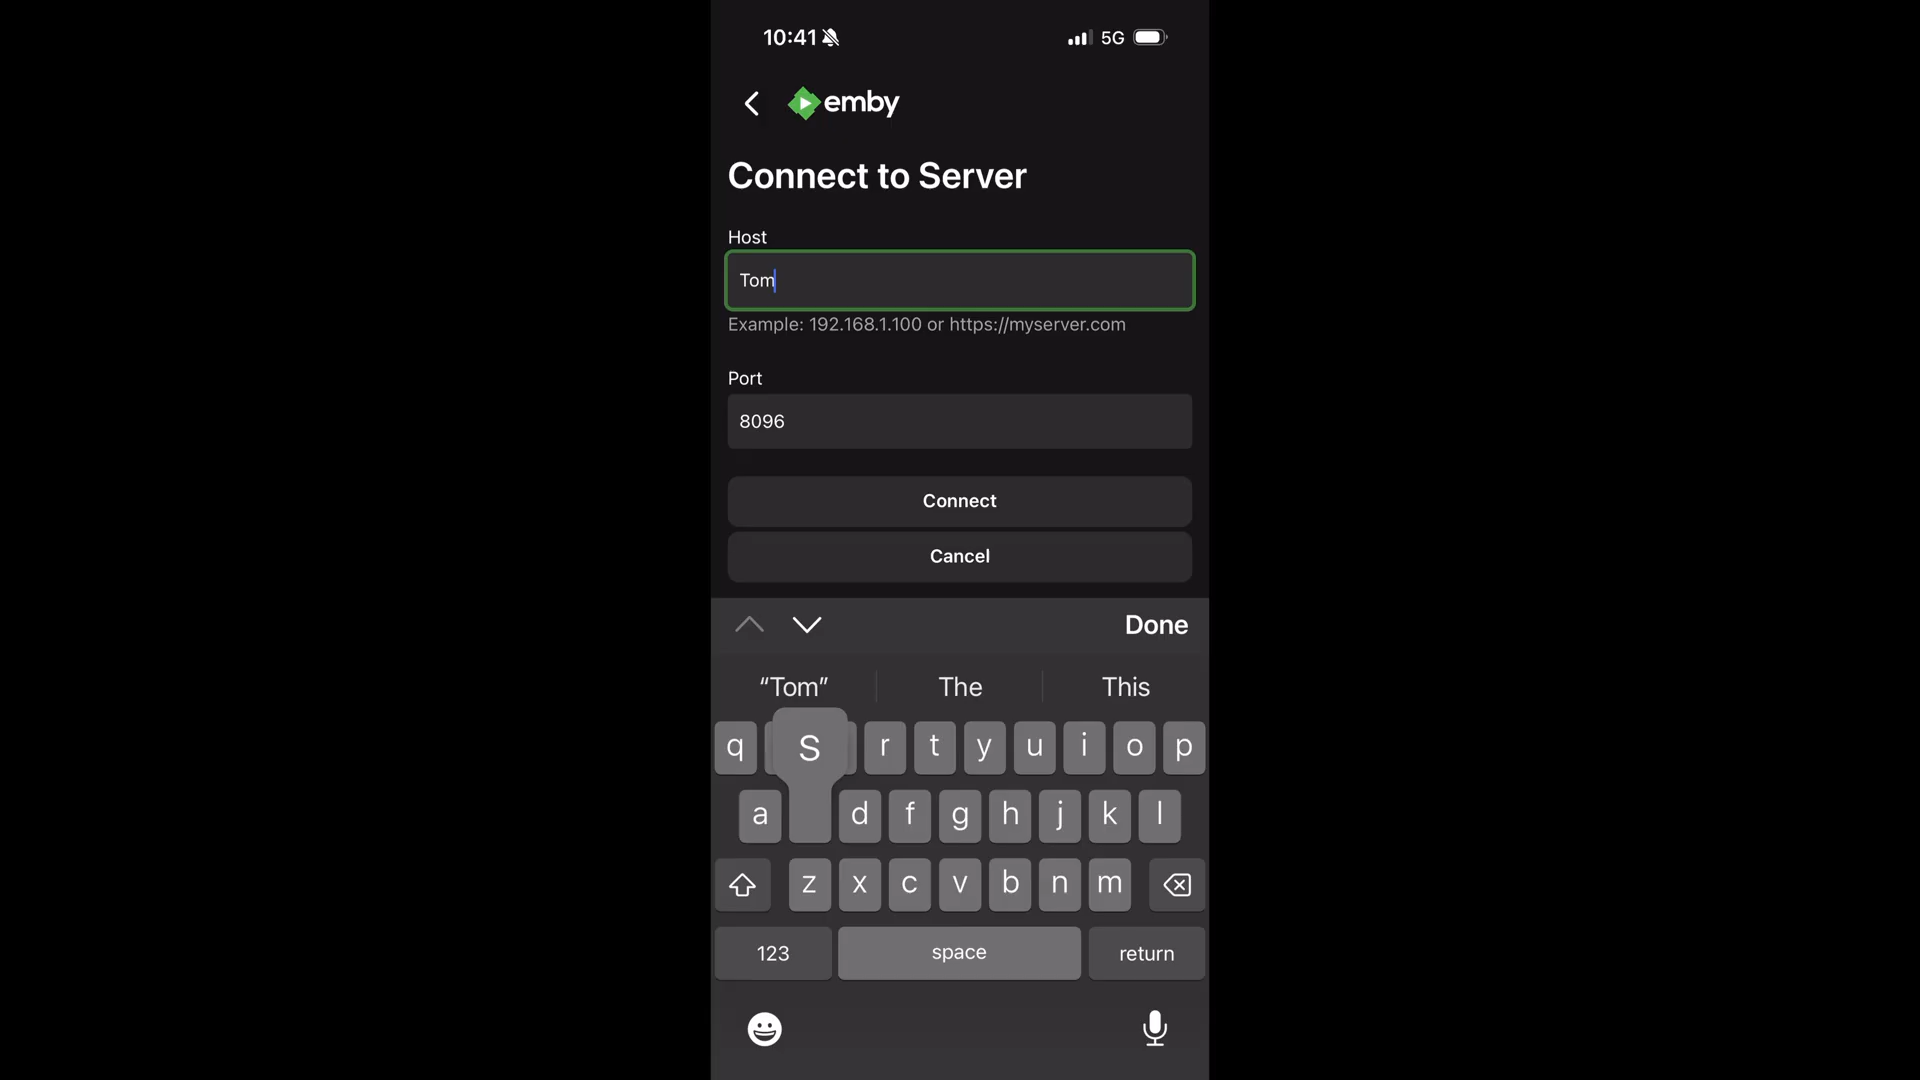 10:41
5G
emby
Connect to Server
Host
Tom
Example: 192.168.1.100 or https://myserver.com
Port
8096
Connect
Cancel
Done
“Tom” The This
q S r t y u i o p
a d f g h j k l
z x c v b n m
123 space return